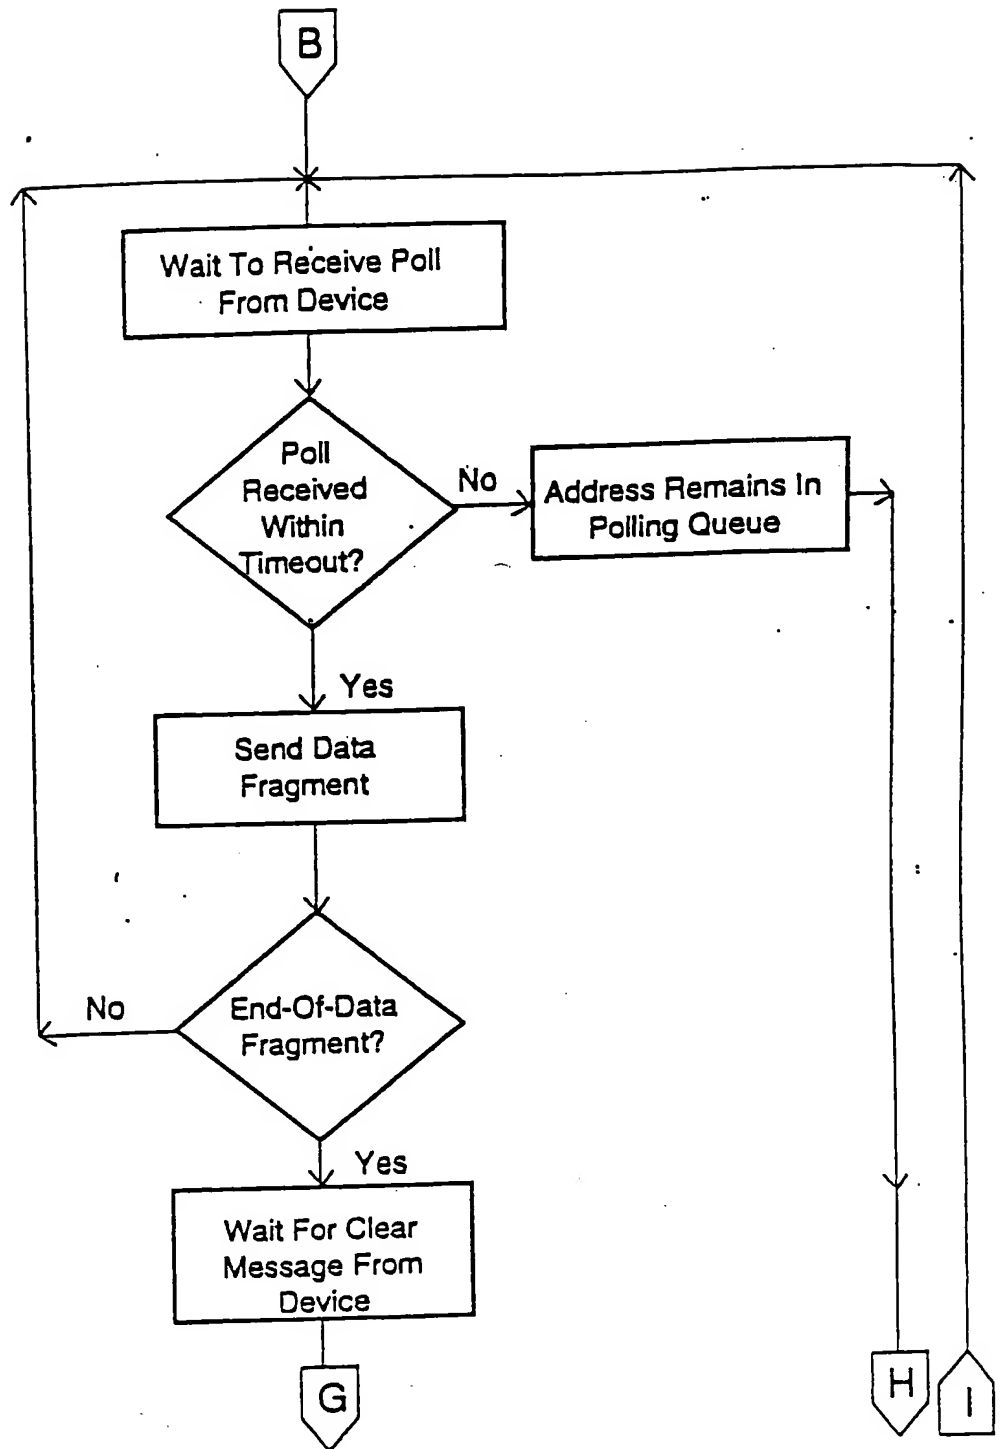 B
Wait To Receive Poll
From Device
Poll
Received
Within
Timeout?
No
Address Remains In
Polling Queue
Yes
Send Data
Fragment
No
End-Of-Data
Fragment?
Yes
Wait For Clear
Message From
Device
G
H
I